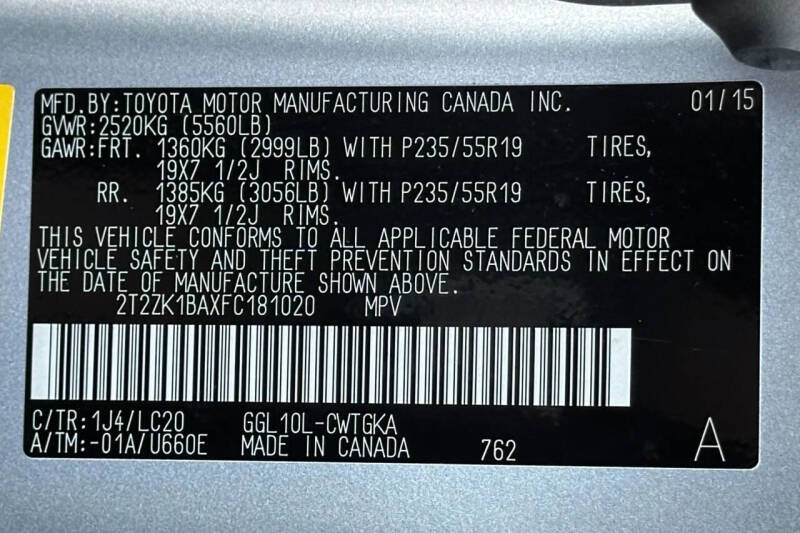 MFD.BY:TOYOTA MOTOR MANUFACTURING CANADA INC. 01/15
GVWR:2520KG (5560LB)
GAWR:FRT. 1360KG (2999LB) WITH P235/55R19 TIRES,
19X7 1/2J RIMS.
RR. 1385KG (3056LB) WITH P235/55R19 TIRES,
19X7 1/2J RIMS.
THIS VEHICLE CONFORMS TO ALL APPLICABLE FEDERAL MOTOR
VEHICLE SAFETY AND THEFT PREVENTION STANDARDS IN EFFECT ON
THE DATE OF MANUFACTURE SHOWN ABOVE.
2T2ZK1BAXFC181020 MPV
C/TR:1J4/LC20 GGL10L-CWTGKA
A/TM:-01A/U660E MADE IN CANADA 762 A